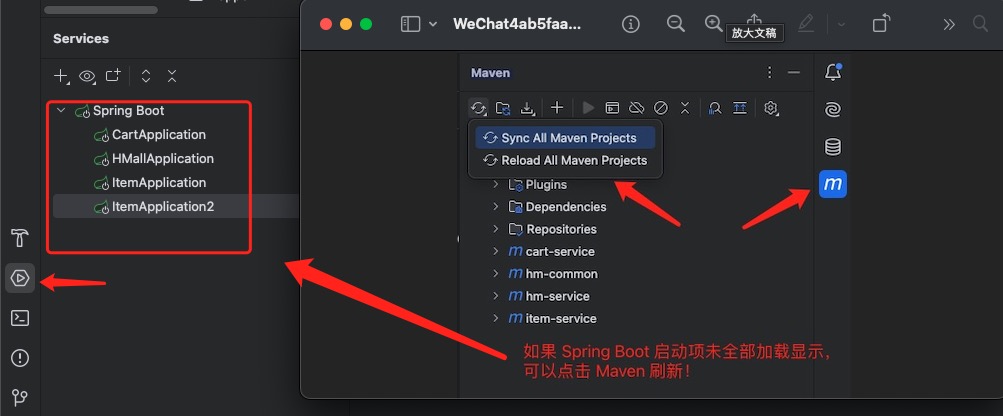 Services
Spring Boot
CartApplication
HMallApplication
ItemApplication
ItemApplication2
WeChat4ab5faa...
放大文稿
Maven
Sync All Maven Projects
Reload All Maven Projects
Plugins
Dependencies
Repositories
m cart-service
m hm-common
m hm-service
m item-service
m
如果 Spring Boot 启动项未全部加载显示，
可以点击 Maven 刷新！